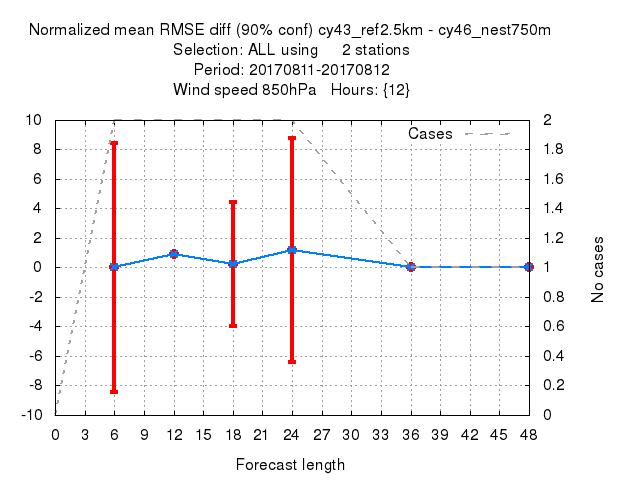 Normalized mean RMSE diff (90% conf) cy43_ref2.5km - cy46_nest750m
Selection: ALL using 2 stations
Period: 20170811-20170812
Wind speed 850hPa Hours: {12}
Cases
10
8
6
4
2
0
-2
-4
-6
-8
-10
2
1.8
1.6
1.4
1.2
1
0.8
0.6
0.4
0.2
0
No cases
0 3 6 9 12 15 18 21 24 27 30 33 36 39 42 45 48
Forecast length